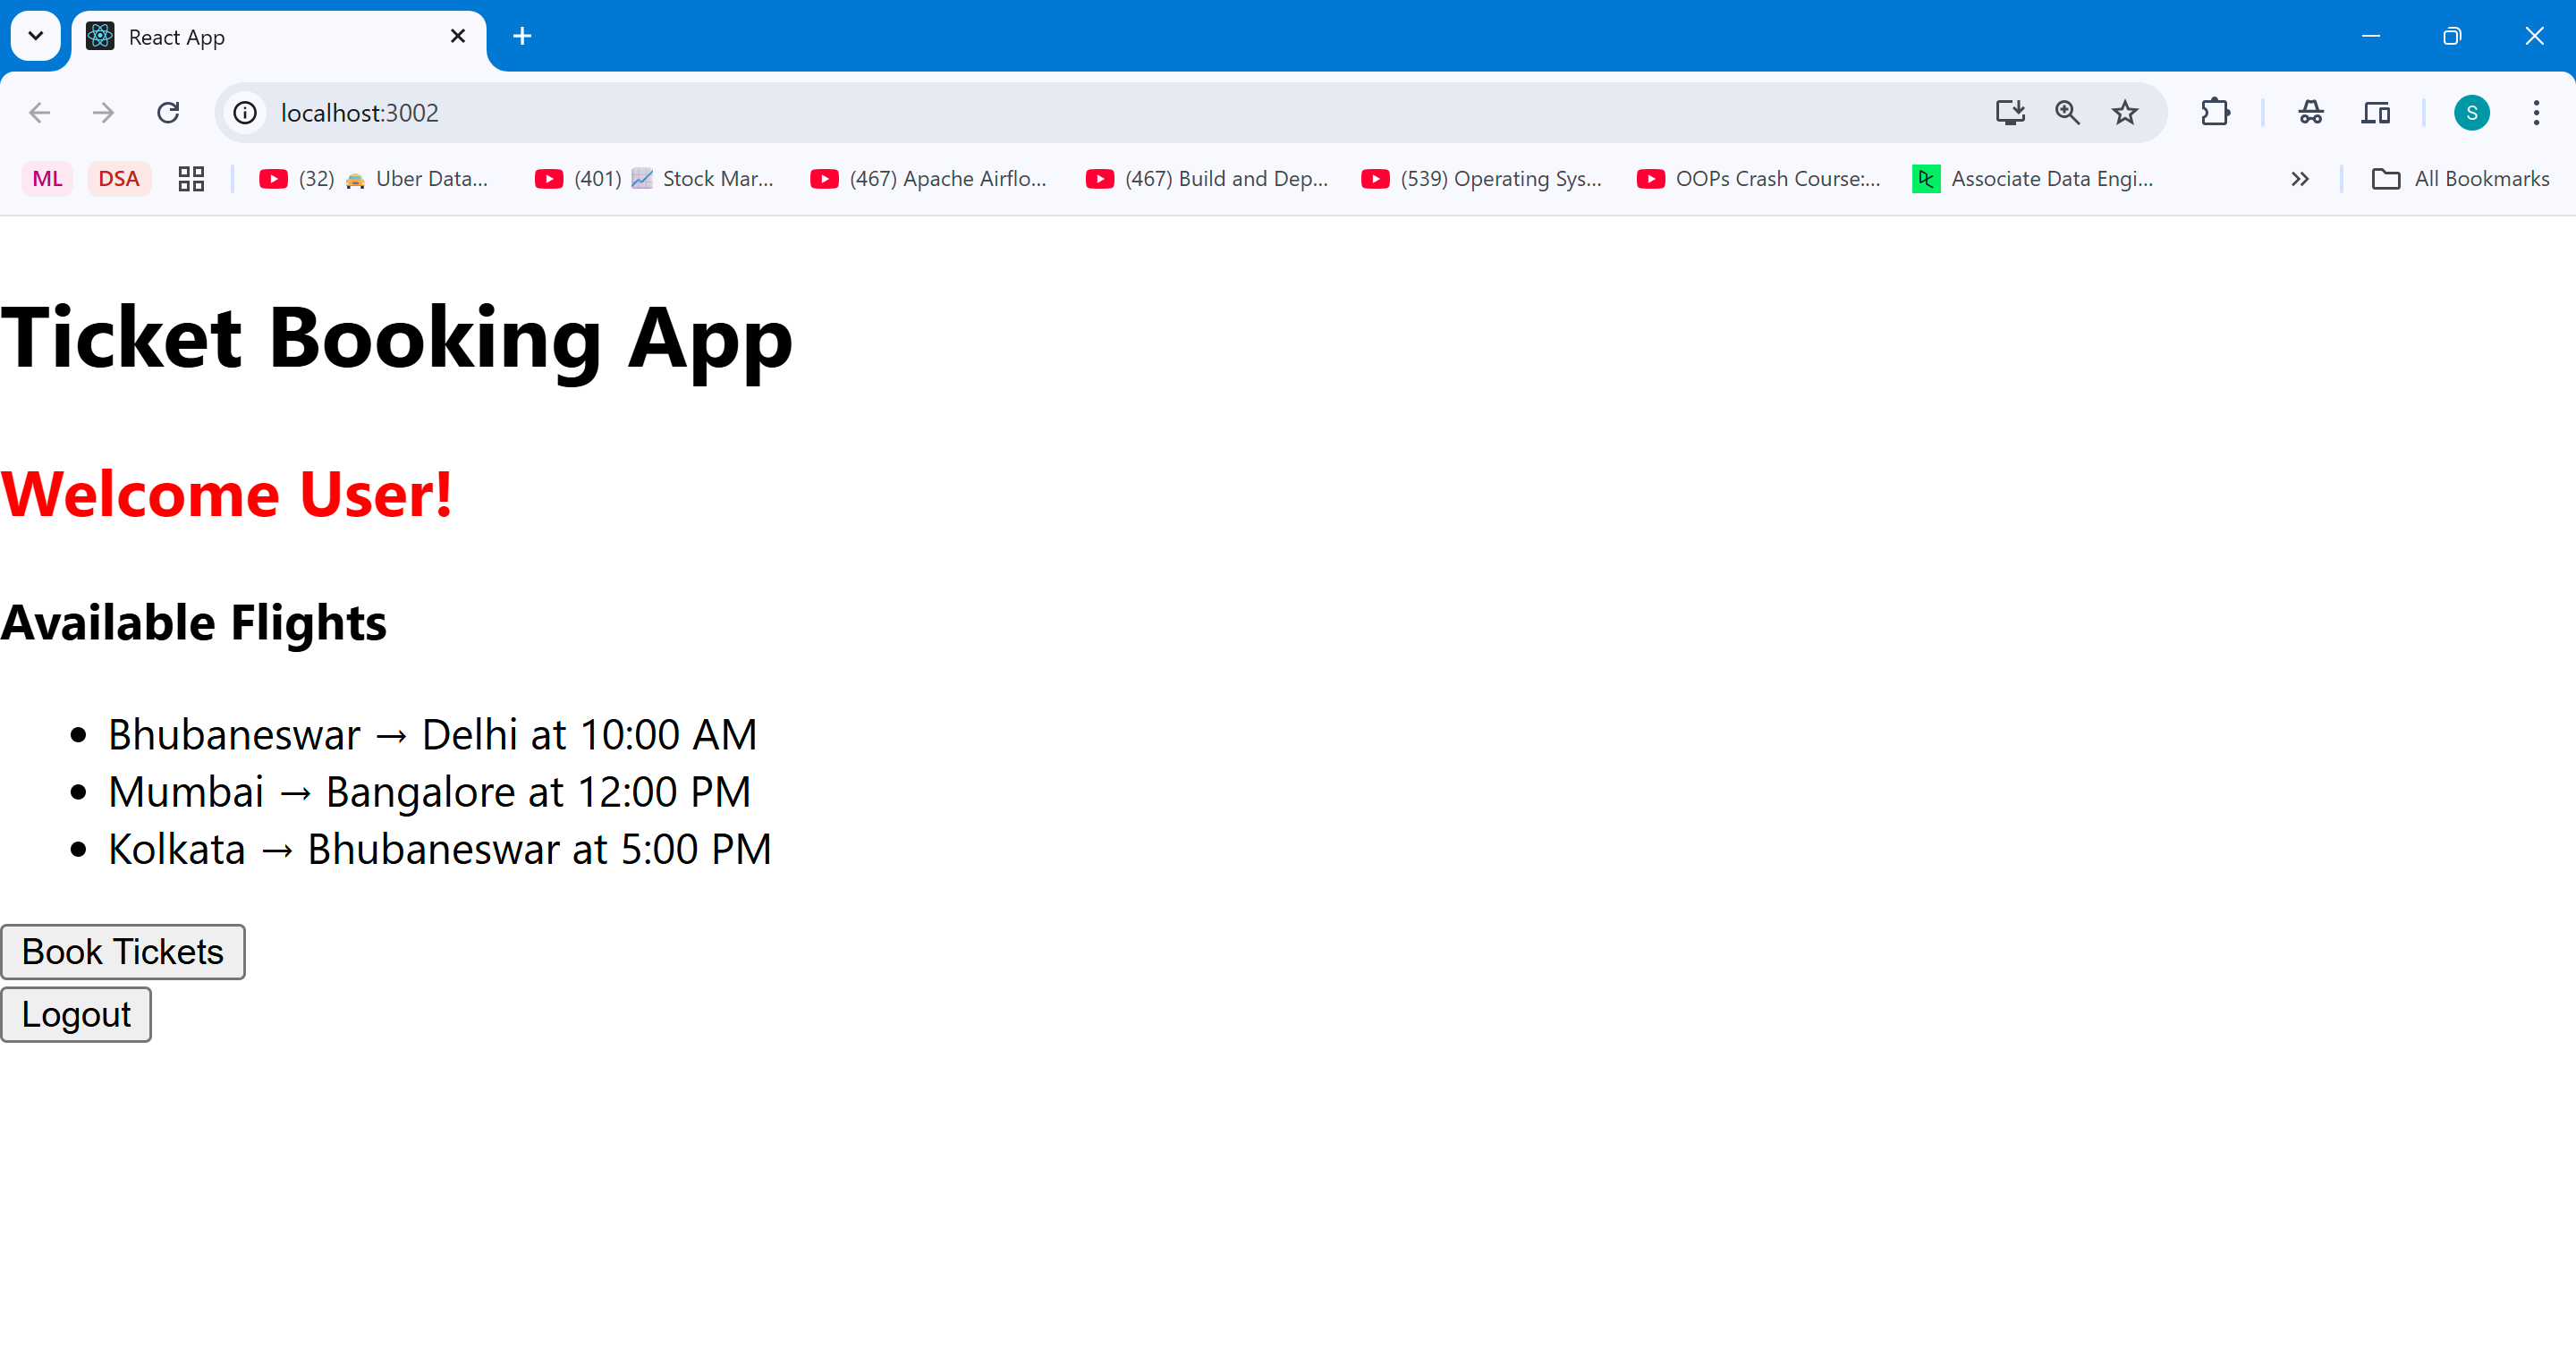 React App
localhost:3002
ML DSA (32) 🚖 Uber Data... (401) 📈 Stock Mar... (467) Apache Airflo... (467) Build and Dep... (539) Operating Sys... OOPs Crash Course:... Associate Data Engi... All Bookmarks
Ticket Booking App
Welcome User!
Available Flights
• Bhubaneswar → Delhi at 10:00 AM
• Mumbai → Bangalore at 12:00 PM
• Kolkata → Bhubaneswar at 5:00 PM
Book Tickets
Logout